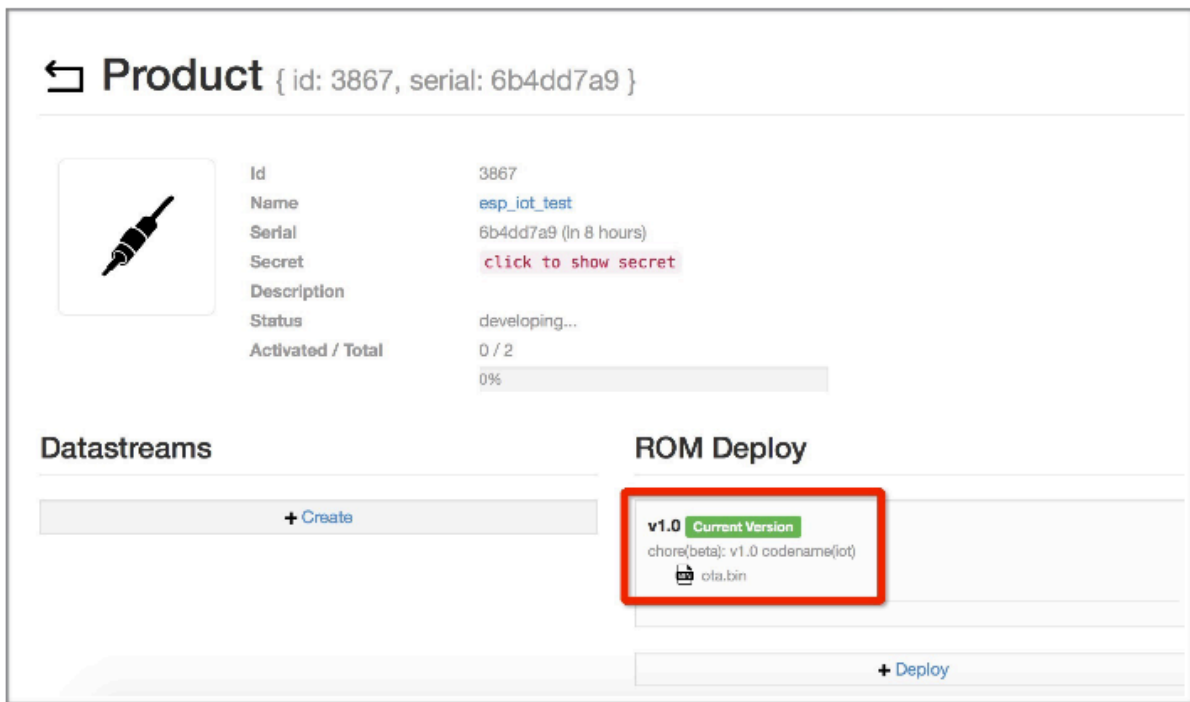 Product { id: 3867, serial: 6b4dd7a9 }
Id 3867
Name esp_iot_test
Serial 6b4dd7a9 (in 8 hours)
Secret click to show secret
Description
Status developing...
Activated / Total 0 / 2
0%
Datastreams
+ Create
ROM Deploy
v1.0 Current Version
chore(beta): v1.0 codename(iot)
ota.bin
+ Deploy